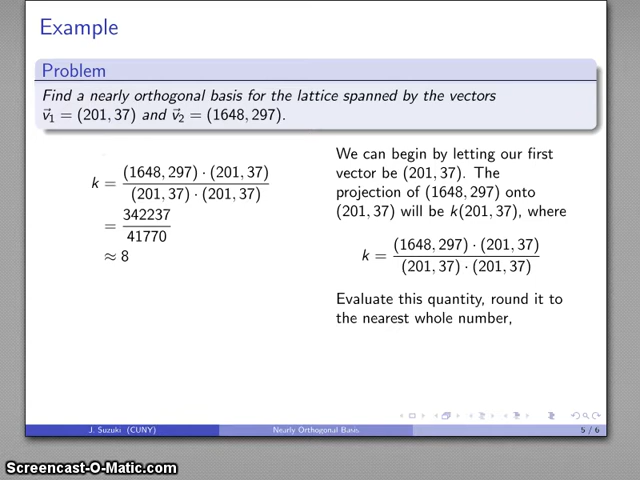 Example
Problem
Find a nearly orthogonal basis for the lattice spanned by the vectors
v⃗₁ = (201, 37) and v⃗₂ = (1648, 297).
k = (1648, 297) · (201, 37) / (201, 37) · (201, 37)
= 342237 / 41770
≈ 8
We can begin by letting our first
vector be (201, 37). The
projection of (1648, 297) onto
(201, 37) will be k(201, 37), where
k = (1648, 297) · (201, 37) / (201, 37) · (201, 37)
Evaluate this quantity, round it to
the nearest whole number,
J. Suzuki (CUNY)
Nearly Orthogonal Basis
5 / 6
Screencast-O-Matic.com